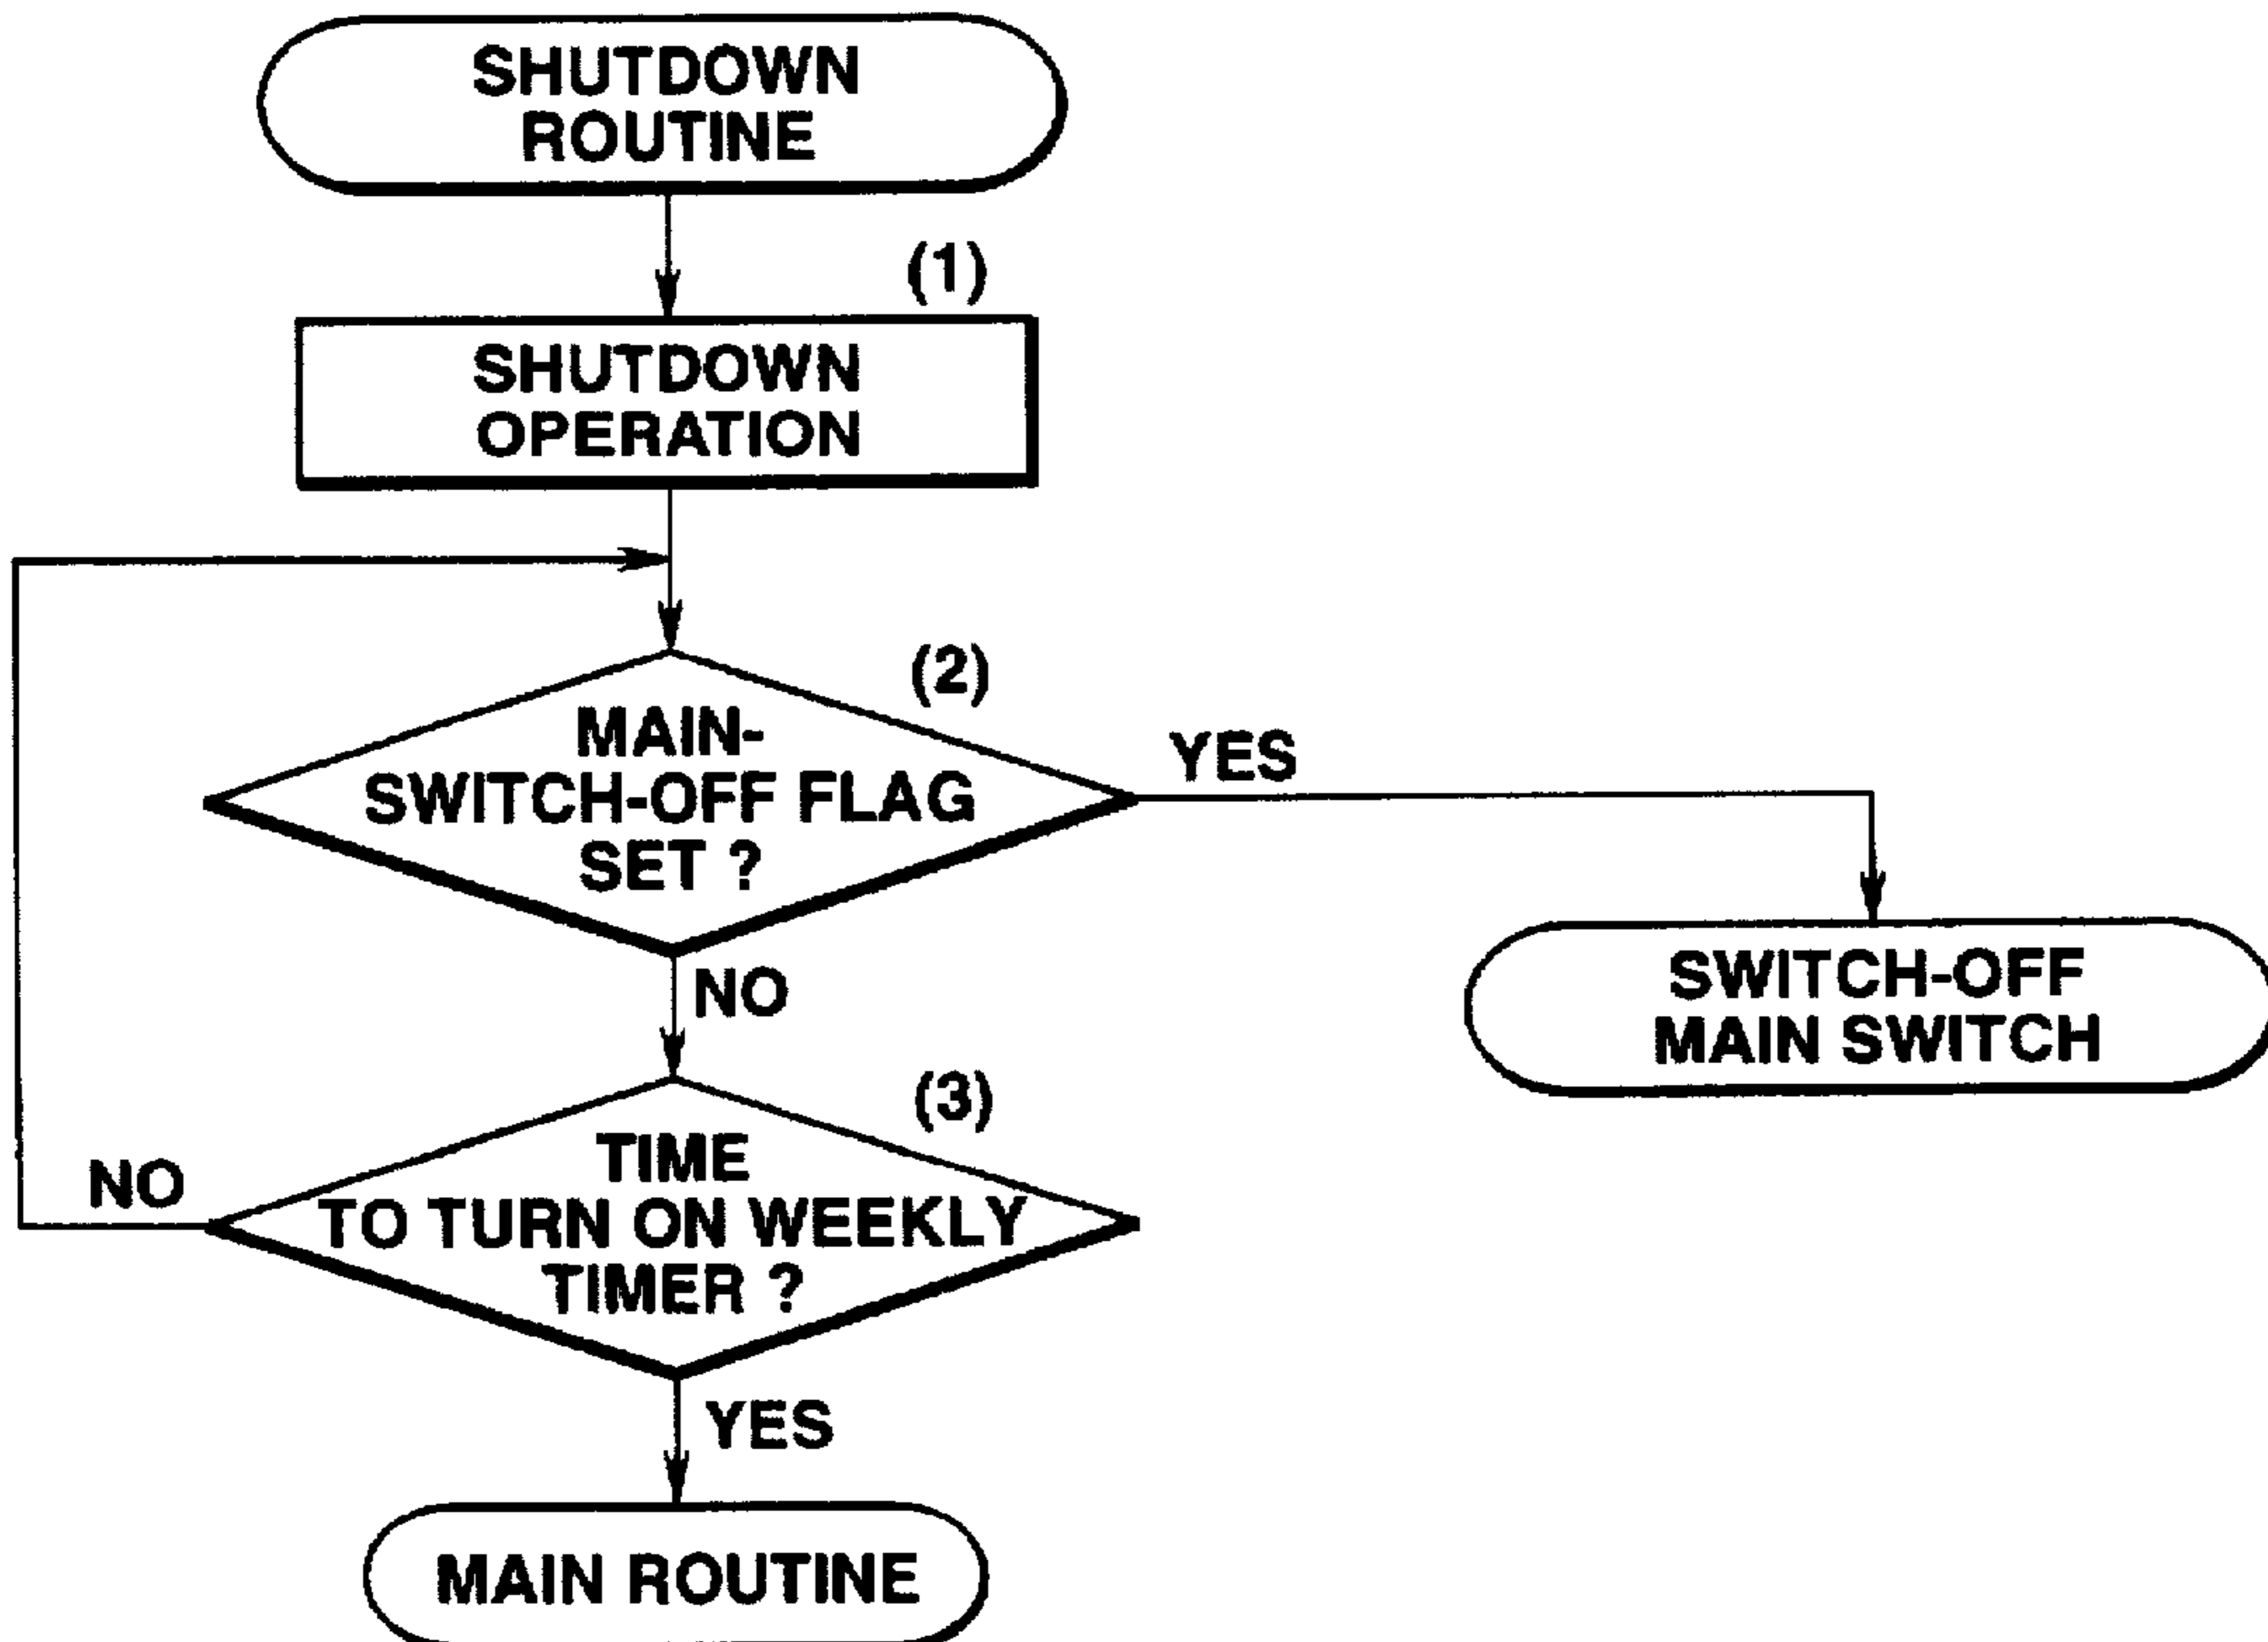 SHUTDOWN
ROUTINE
(1)
SHUTDOWN
OPERATION
(2)
MAIN-
SWITCH-OFF FLAG
SET ?
YES
NO
SWITCH-OFF
MAIN SWITCH
(3)
TIME
TO TURN ON WEEKLY
TIMER ?
NO
YES
MAIN ROUTINE